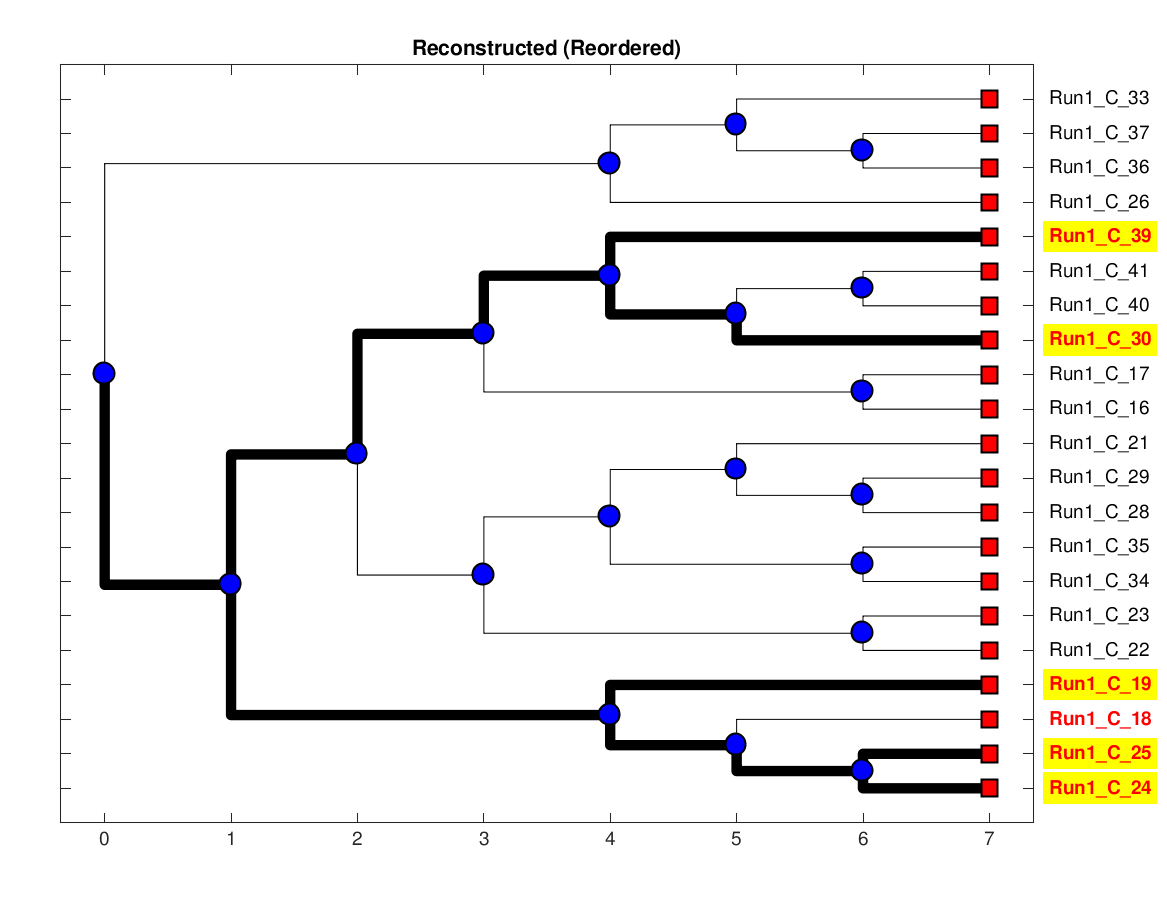 Reconstructed (Reordered)
Run1_C_33
Run1_C_37
Run1_C_36
Run1_C_26
Run1_C_39
Run1_C_41
Run1_C_40
Run1_C_30
Run1_C_17
Run1_C_16
Run1_C_21
Run1_C_29
Run1_C_28
Run1_C_35
Run1_C_34
Run1_C_23
Run1_C_22
Run1_C_19
Run1_C_18
Run1_C_25
Run1_C_24
0 1 2 3 4 5 6 7